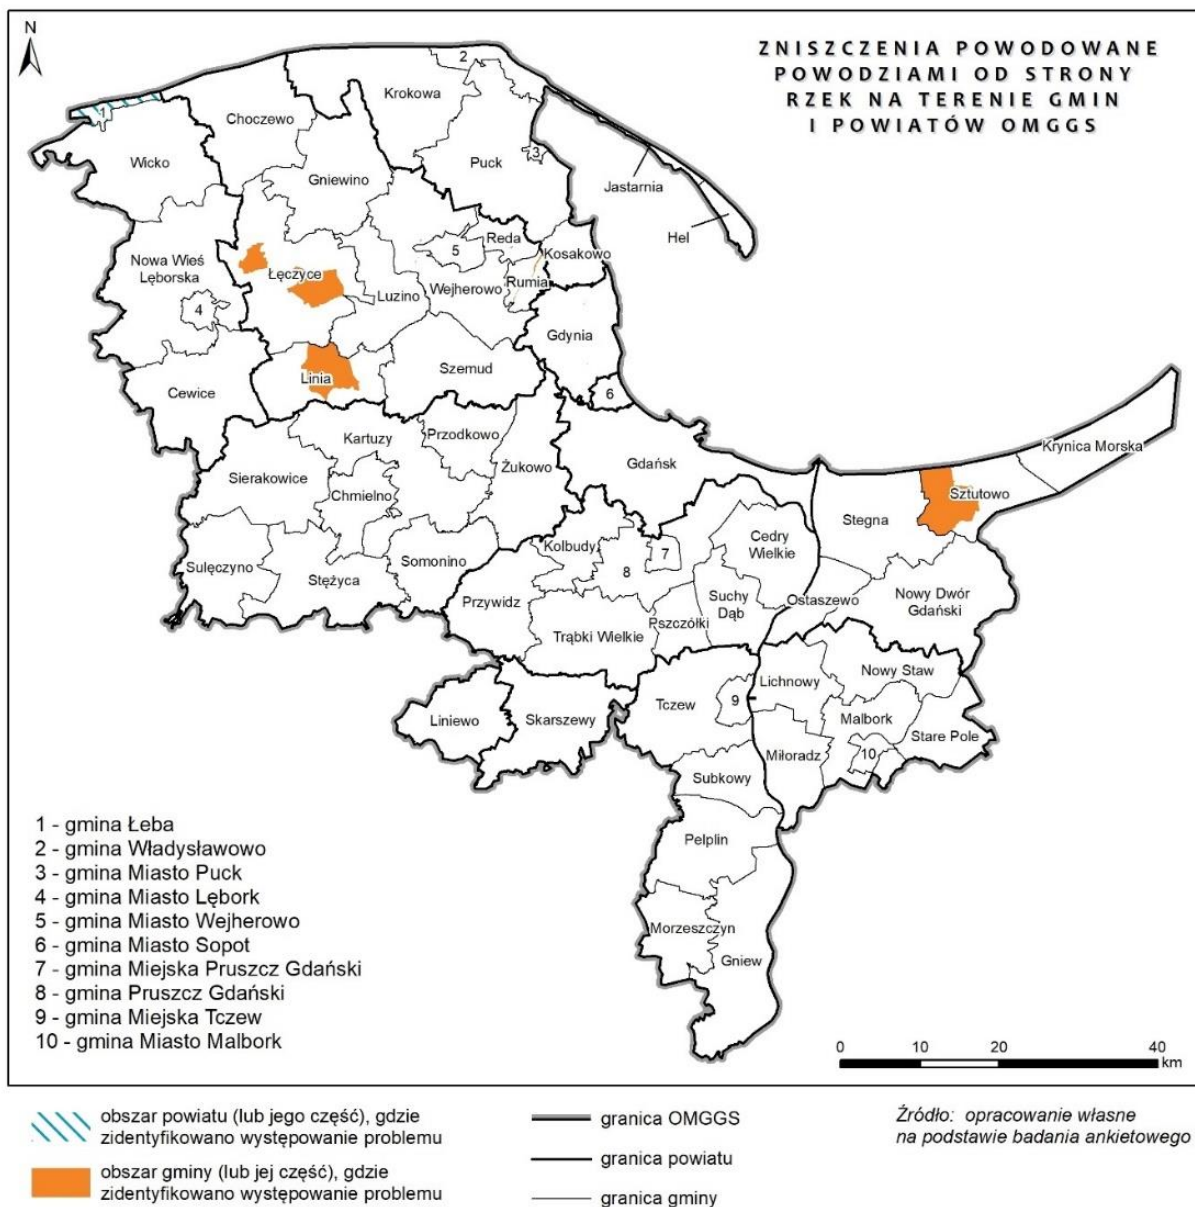 N
ZNISZCZENIA POWODOWANE
POWODZIAMI OD STRONY
RZEK NA TERENIE GMIN
I POWIATÓW OMGGS
2
Krokowa
1
Choczewo
Wicko
Puck
3
Gniewino
Jastarnia
Hel
Reda
5
Kosakowo
Nowa Wieś
Lęborska
Łęczyce
Rumia
Wejherowo
Luzino
4
Gdynia
Szemud
Linia
Cewice
6
Przodkowo
Kartuzy
Krynica Morska
Gdańsk
Żukowo
Sierakowice
Chmielno
Sztutowo
Stegna
Cedry
Wielkie
Kolbudy
7
8
Somonino
Sulęczyno
Stężyca
Suchy
Dąb
Nowy Dwór
Gdański
Ostaszewo
Przywidz
Pszczółki
Trąbki Wielkie
Nowy Staw
Lichnowy
9
Tczew
Liniewo
Skarszewy
Malbork
Stare Pole
Miłoradz
10
Subkowy
Pelplin
Morzeszczyn
Gniew
1 - gmina Łeba
2 - gmina Władysławowo
3 - gmina Miasto Puck
4 - gmina Miasto Lębork
5 - gmina Miasto Wejherowo
6 - gmina Miasto Sopot
7 - gmina Miejska Pruszcz Gdański
8 - gmina Pruszcz Gdański
9 - gmina Miejska Tczew
10 - gmina Miasto Malbork
0 10 20 40
km
obszar powiatu (lub jego część), gdzie
zidentyfikowano występowanie problemu
obszar gminy (lub jej część), gdzie
zidentyfikowano występowanie problemu
granica OMGGS
granica powiatu
granica gminy
Źródło: opracowanie własne
na podstawie badania ankietowego